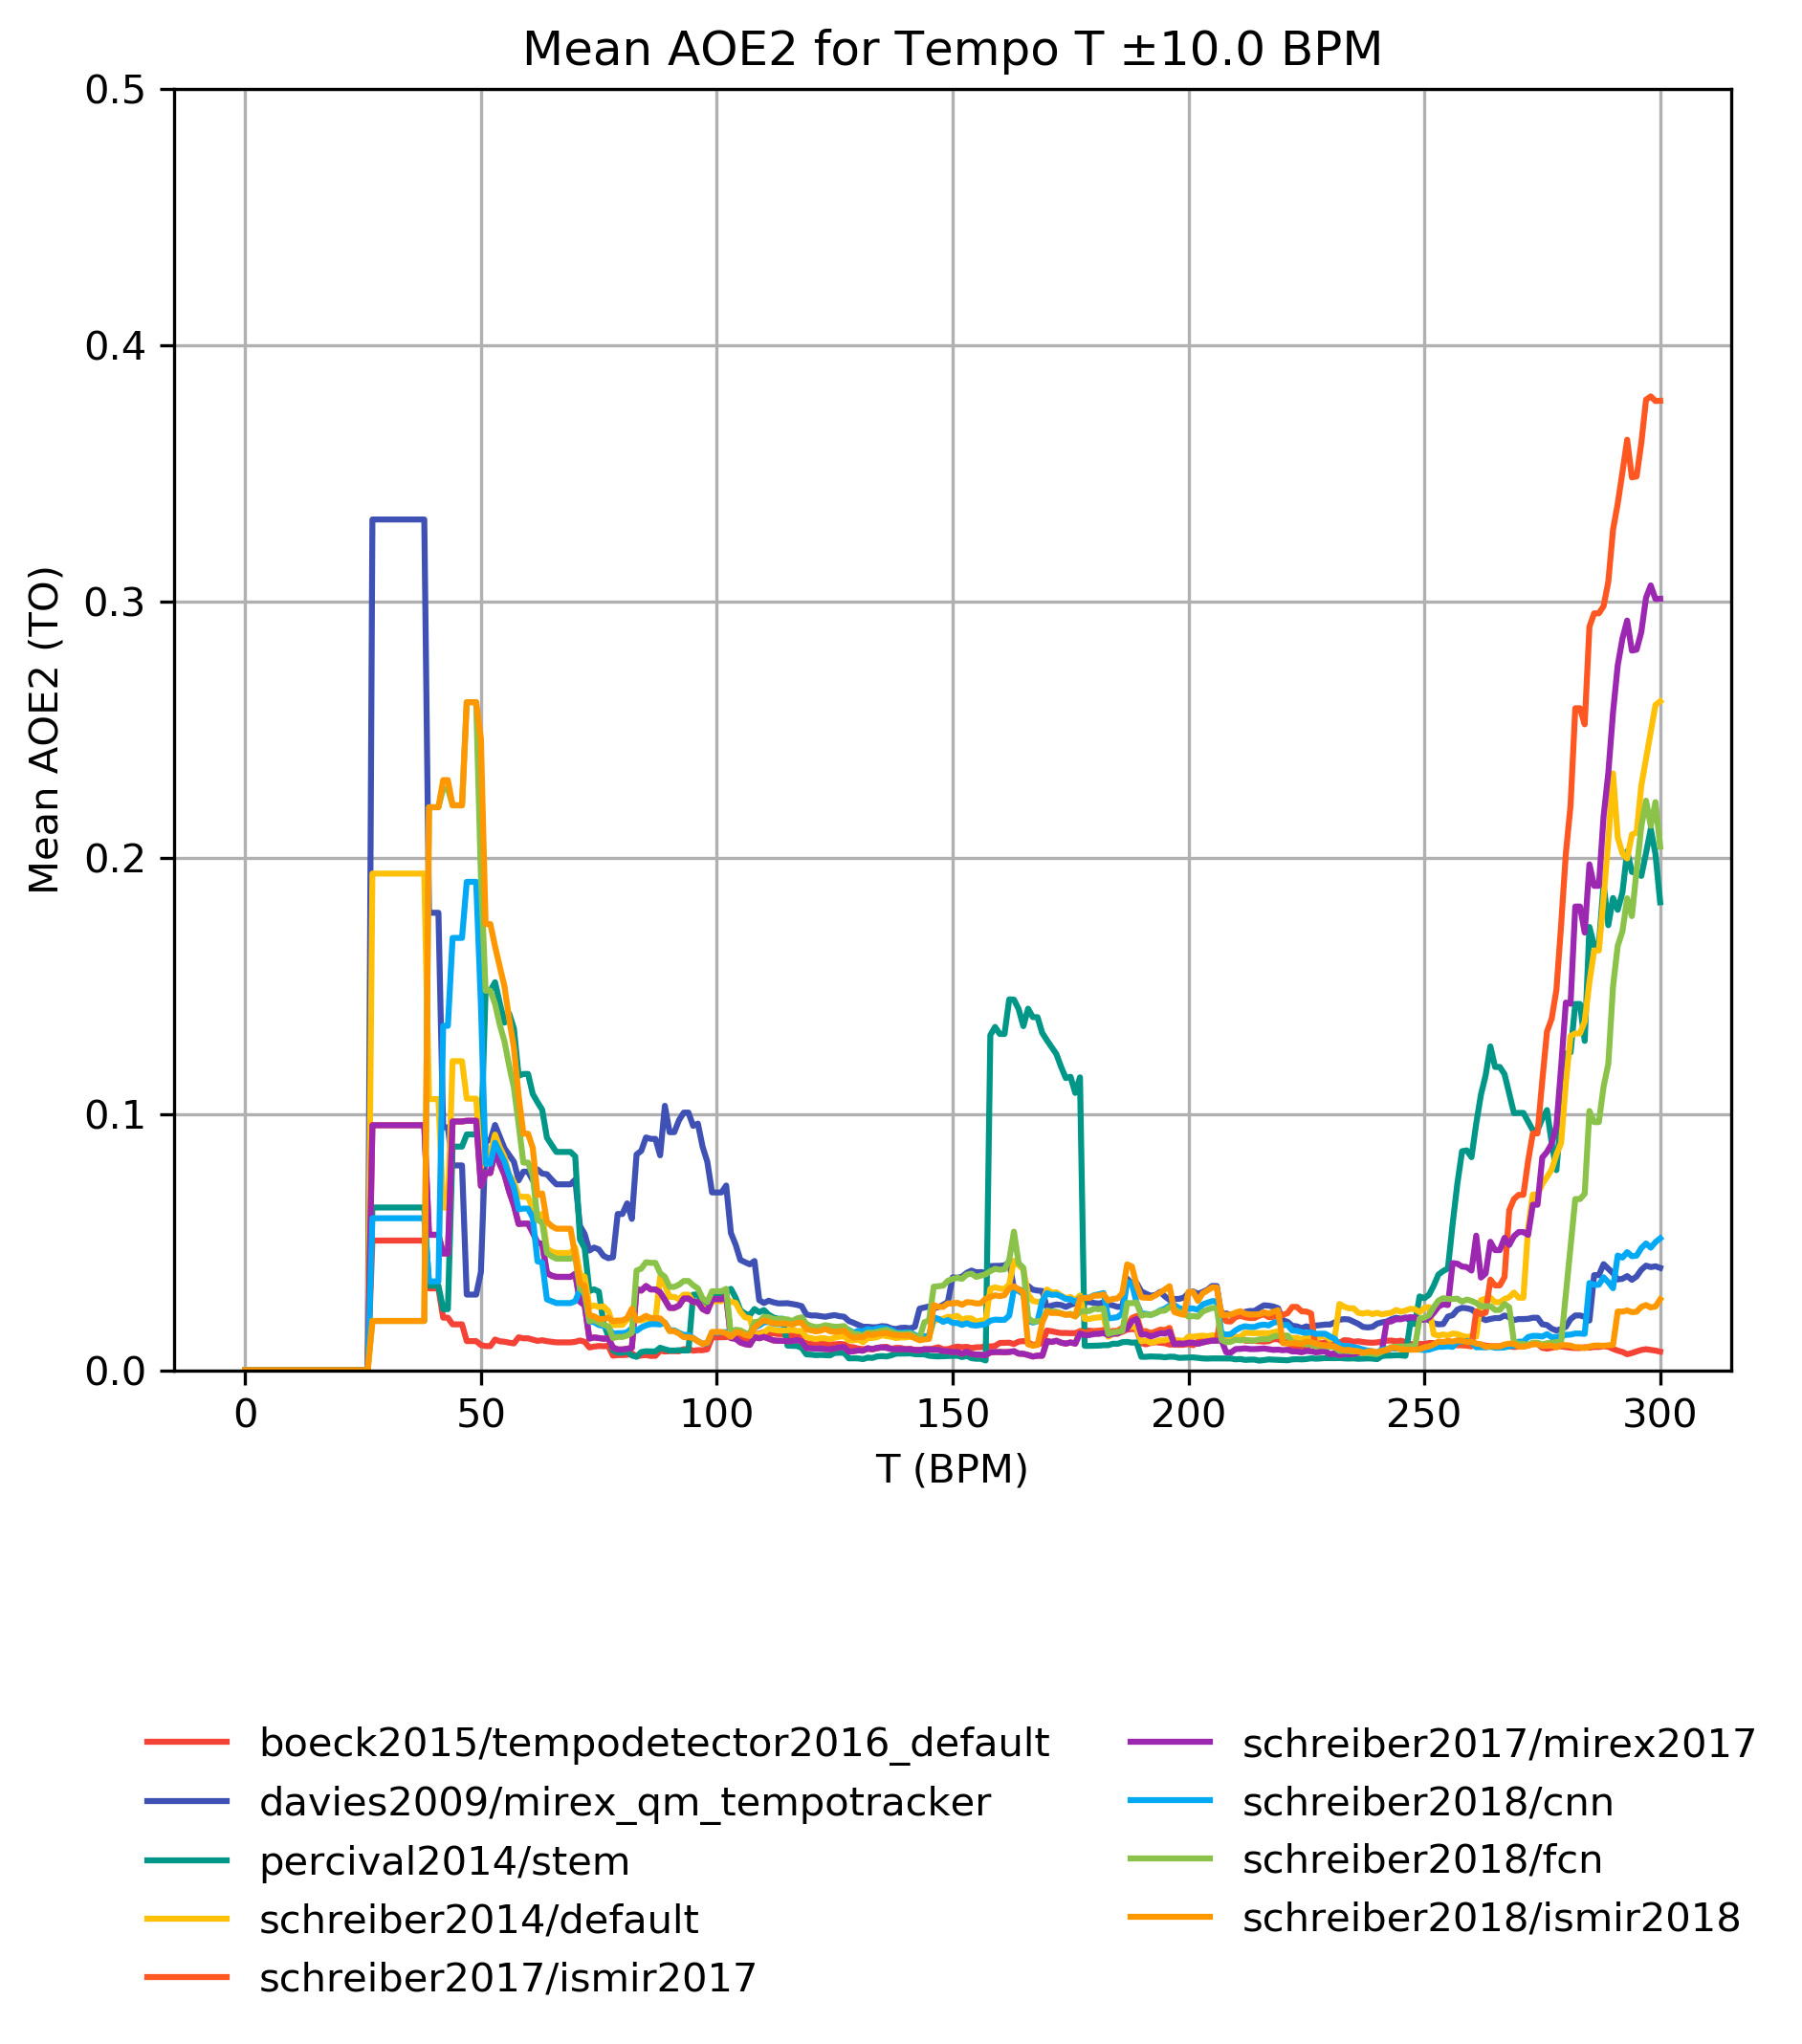 Mean AOE2 for Tempo T ±10.0 BPM
0.5
0.4
0.3
0.2
0.1
0.0
Mean AOE2 (TO)
0 50 100 150 200 250 300
T (BPM)
boeck2015/tempodetector2016_default
davies2009/mirex_qm_tempotracker
percival2014/stem
schreiber2014/default
schreiber2017/ismir2017
schreiber2017/mirex2017
schreiber2018/cnn
schreiber2018/fcn
schreiber2018/ismir2018